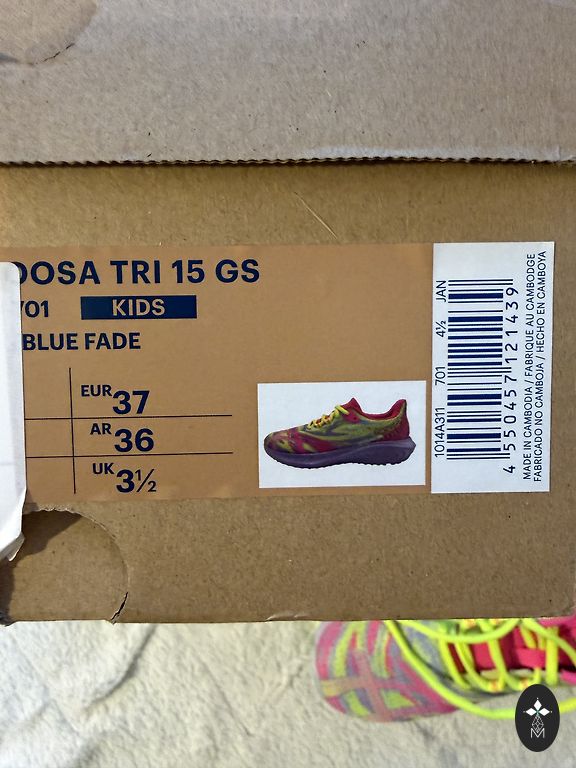 OOSA TRI 15 GS
701 KIDS
BLUE FADE
EUR 37
AR 36
UK 3½
1014A311 701 4½ JAN
4 550457 121439
MADE IN CAMBODIA / FABRIQUE AU CAMBODGE
FABRICADO NO CAMBOJA / HECHO EN CAMBOYA
M